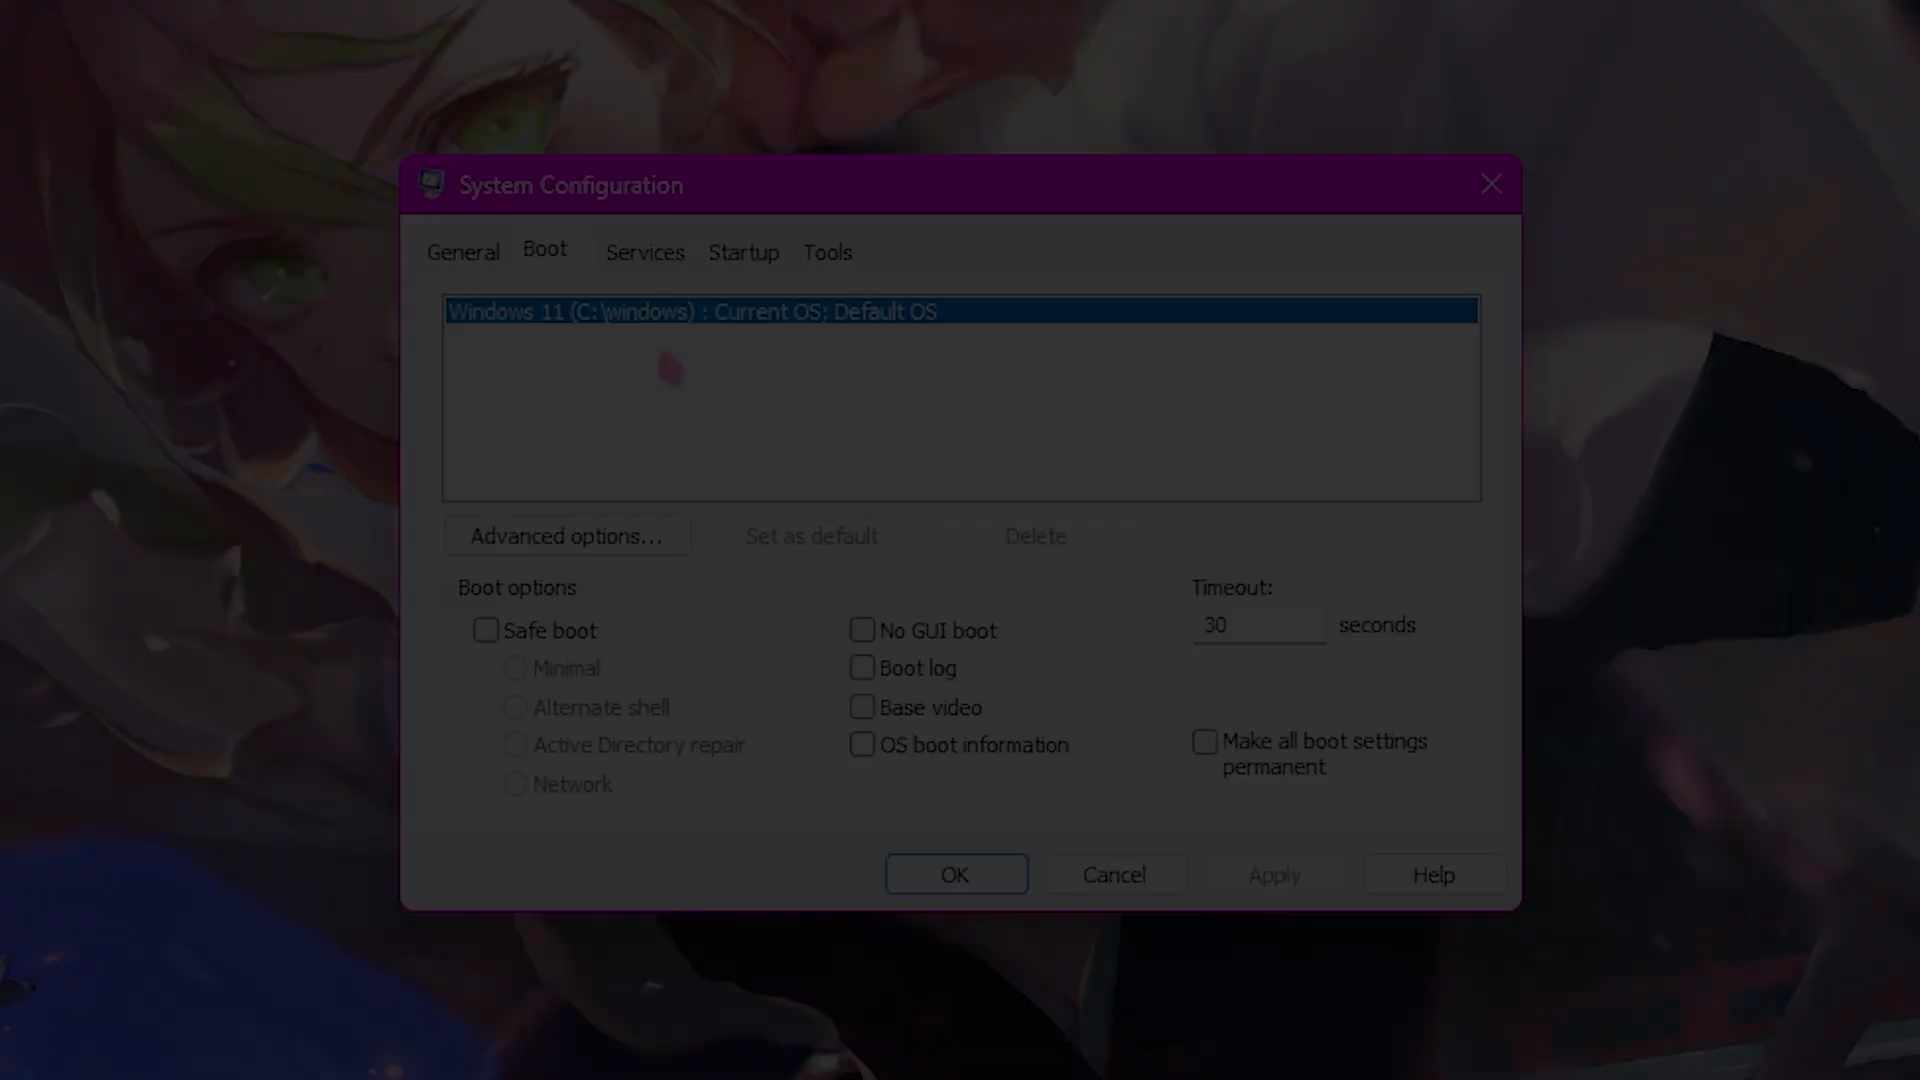 System Configuration
General Boot Services Startup Tools
Windows 11 (C:\windows) : Current OS; Default OS
Advanced options... Set as default Delete
Boot options Timeout:
Safe boot No GUI boot 30 seconds
Minimal Boot log
Alternate shell Base video
Active Directory repair OS boot information Make all boot settings
permanent
Network
OK Cancel Apply Help